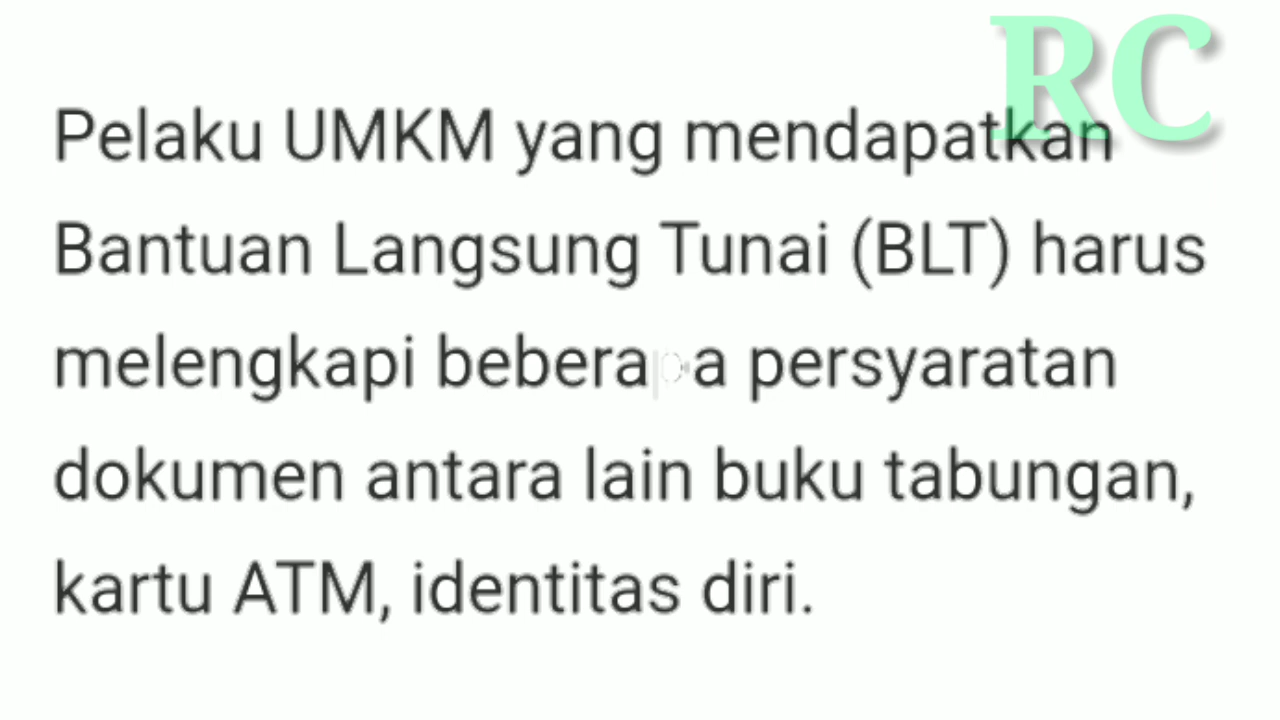 RC
Pelaku UMKM yang mendapatkan
Bantuan Langsung Tunai (BLT) harus
melengkapi beberapa persyaratan
dokumen antara lain buku tabungan,
kartu ATM, identitas diri.